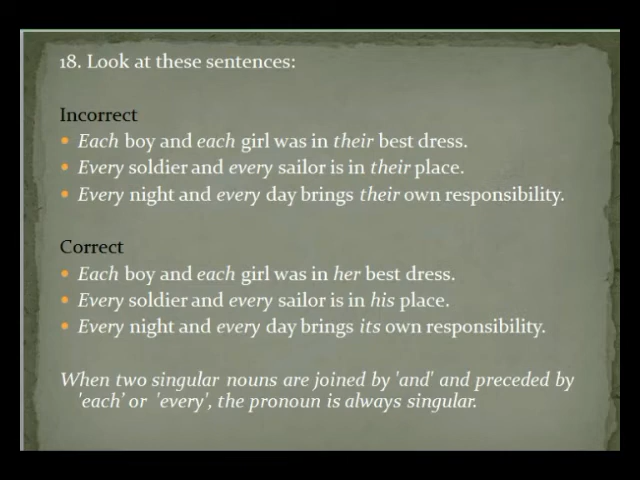 18. Look at these sentences:
Incorrect
• Each boy and each girl was in their best dress.
• Every soldier and every sailor is in their place.
• Every night and every day brings their own responsibility.
Correct
• Each boy and each girl was in her best dress.
• Every soldier and every sailor is in his place.
• Every night and every day brings its own responsibility.
When two singular nouns are joined by 'and' and preceded by
'each' or 'every', the pronoun is always singular.